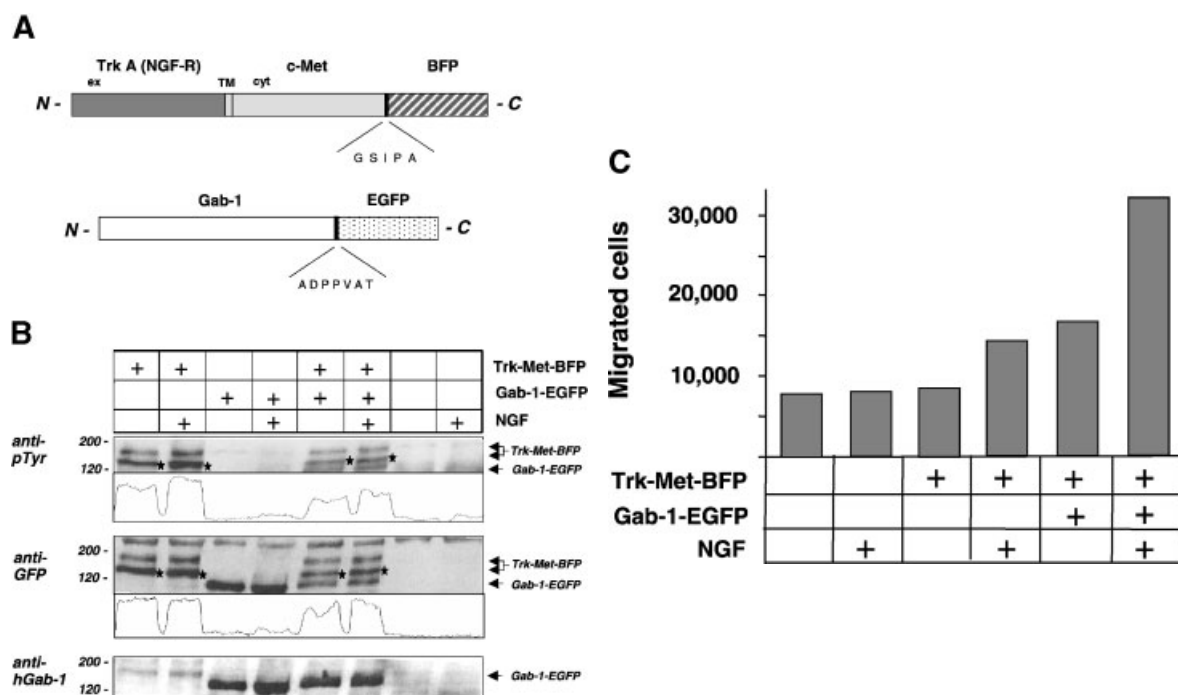 A
Trk A (NGF-R) c-Met BFP
ex TM cyt
N - - C
G S I P A
Gab-1 EGFP
N - - C
A D P P V A T
B
+ + + + Trk-Met-BFP
+ + + + Gab-1-EGFP
+ + + + NGF
anti-pTyr
200 -
120 -
Trk-Met-BFP
Gab-1-EGFP
anti-GFP
200 -
120 -
Trk-Met-BFP
Gab-1-EGFP
anti-hGab-1
200 -
120 -
Gab-1-EGFP
C
Migrated cells
30,000
20,000
10,000
Trk-Met-BFP + + + +
Gab-1-EGFP + +
NGF + + +